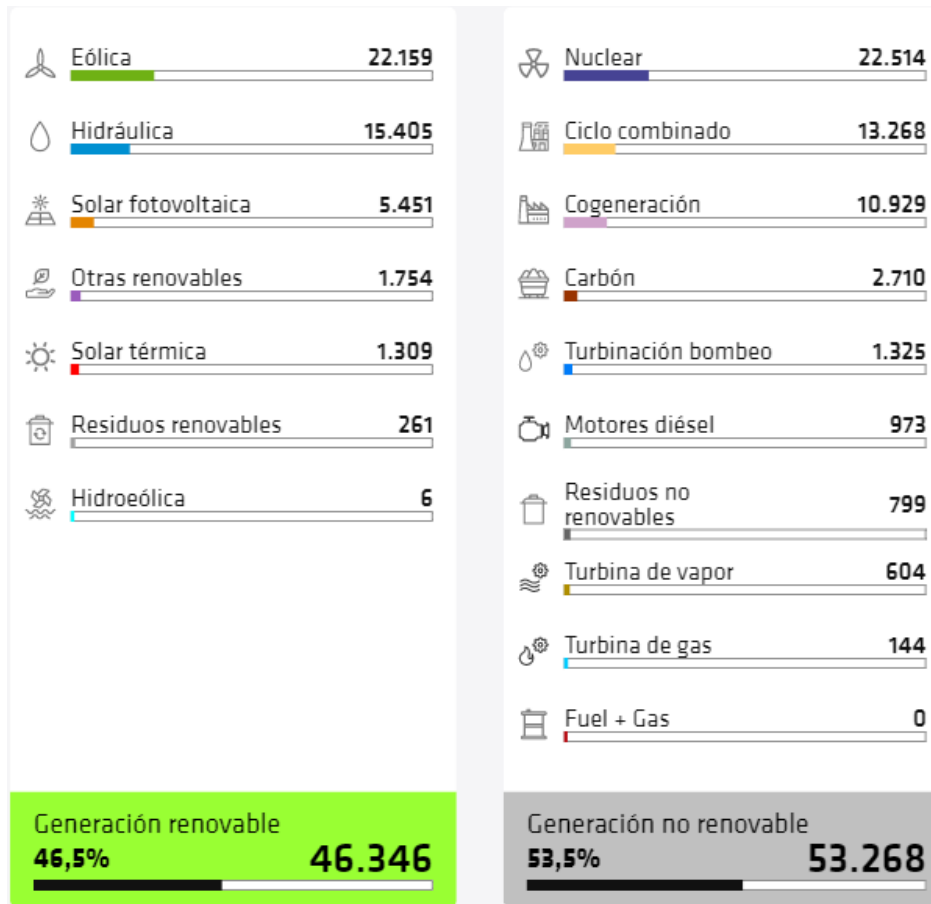 Eólica 22.159
Hidráulica 15.405
Solar fotovoltaica 5.451
Otras renovables 1.754
Solar térmica 1.309
Residuos renovables 261
Hidroeólica 6
Generación renovable
46,5% 46.346
Nuclear 22.514
Ciclo combinado 13.268
Cogeneración 10.929
Carbón 2.710
Turbinación bombeo 1.325
Motores diésel 973
Residuos no
renovables 799
Turbina de vapor 604
Turbina de gas 144
Fuel + Gas 0
Generación no renovable
53,5% 53.268